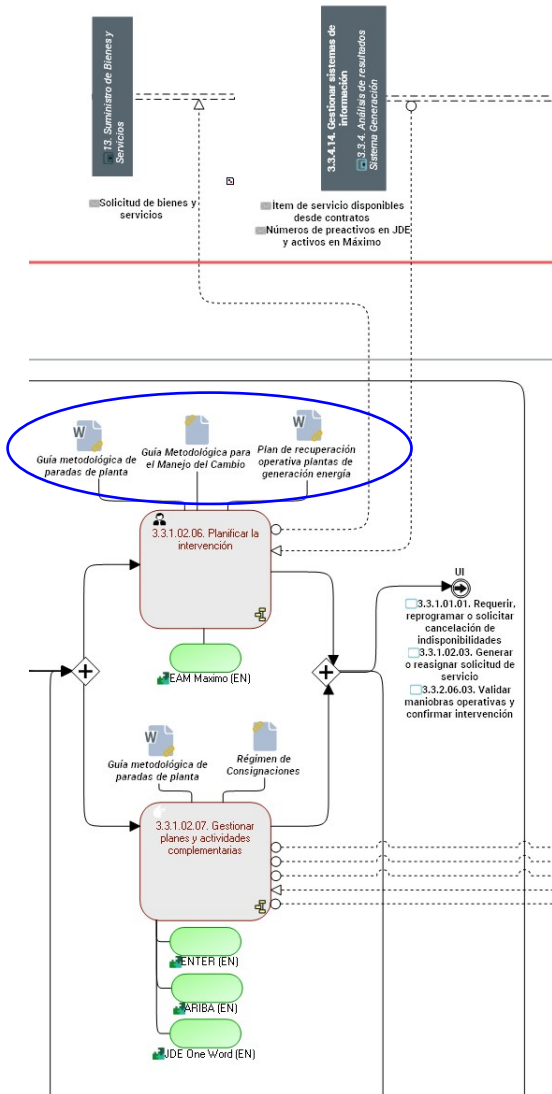 13. Suministro de Bienes y
Servicios
3.3.4.14. Gestionar sistemas de
información
3.3.4. Análisis de resultados
Sistema Generación
Solicitud de bienes y
servicios
Ítem de servicio disponibles
desde contratos
Números de preactivos en JDE
y activos en Máximo
W
W
Guía metodológica de
paradas de planta
Guía Metodológica para
el Manejo del Cambio
Plan de recuperación
operativa plantas de
generación energía
3.3.1.02.06. Planificar la
intervención
EAM Maximo (EN)
UI
3.3.1.01.01. Requerir,
reprogramar o solicitar
cancelación de
indisponibilidades
3.3.1.02.03. Generar
o reasignar solicitud de
servicio
3.3.2.06.03. Validar
maniobras operativas y
confirmar intervención
W
Guía metodológica de
paradas de planta
Régimen de
Consignaciones
3.3.1.02.07. Gestionar
planes y actividades
complementarias
ENTER (EN)
ARIBA (EN)
JDE One Word (EN)